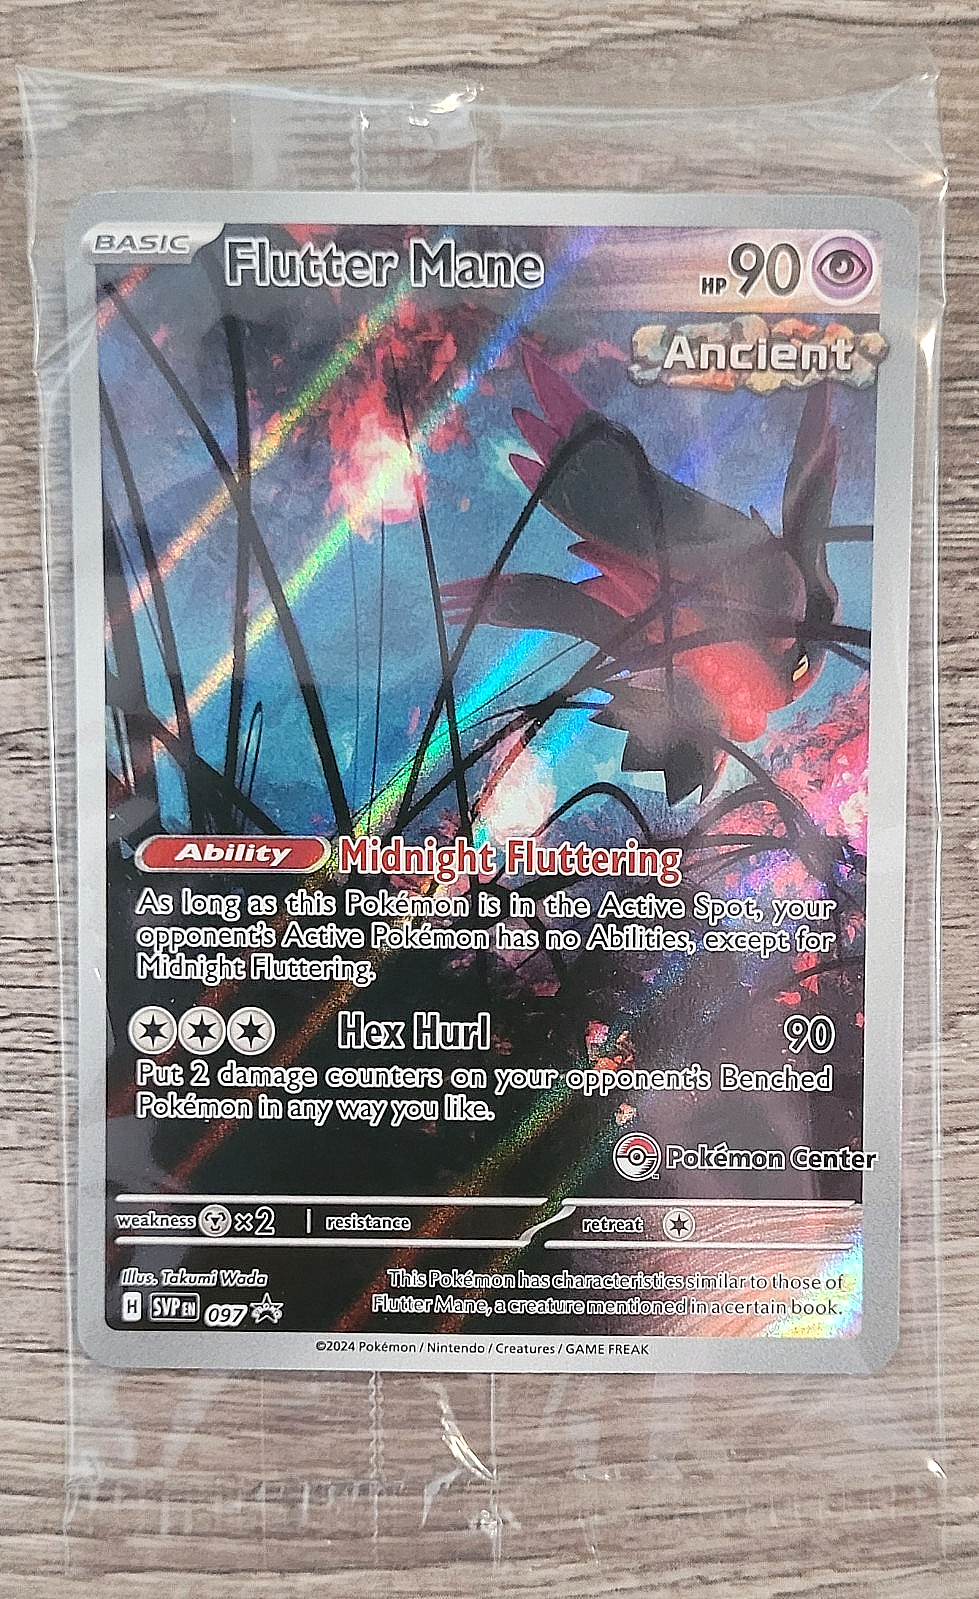 BASIC
Flutter Mane
HP 90
Ancient
Ability Midnight Fluttering
As long as this Pokémon is in the Active Spot, your
opponent's Active Pokémon has no Abilities, except for
Midnight Fluttering.
Hex Hurl 90
Put 2 damage counters on your opponent's Benched
Pokémon in any way you like.
Pokémon Center
weakness ×2 resistance retreat
Illus. Takumi Wada
This Pokémon has characteristics similar to those of
Flutter Mane, a creature mentioned in a certain book.
H SVP EN 097
©2024 Pokémon / Nintendo / Creatures / GAME FREAK